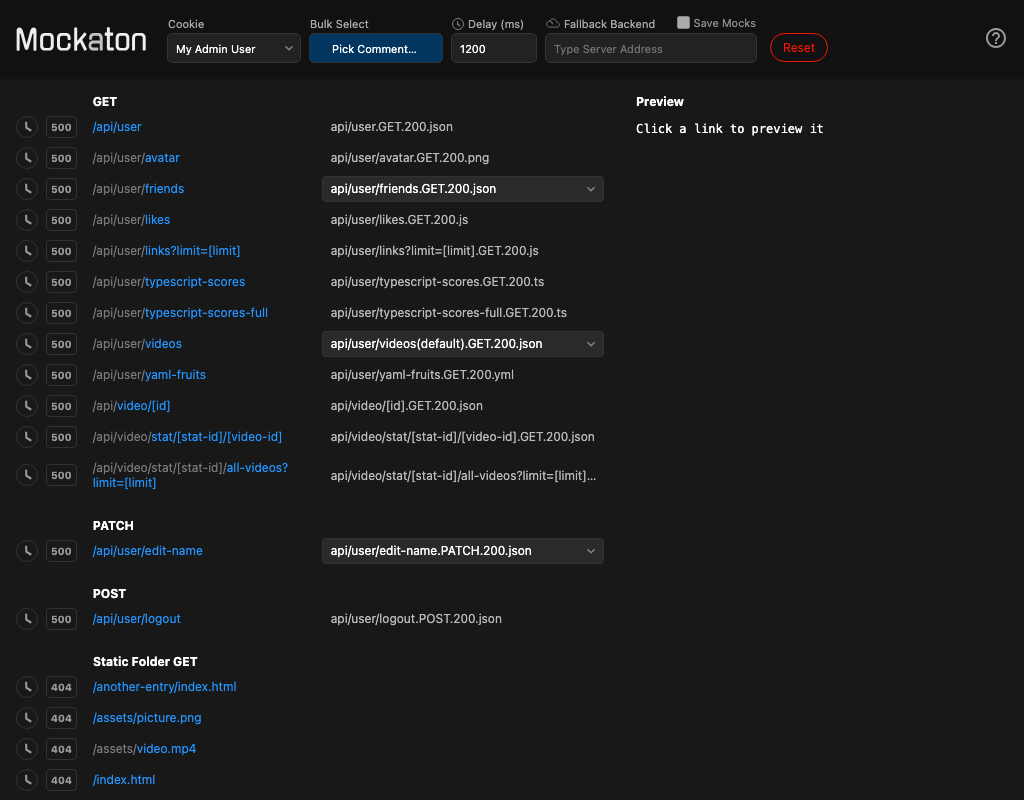 Mockaton
Cookie
My Admin User
Bulk Select
Pick Comment...
Delay (ms)
1200
Fallback Backend
Type Server Address
Save Mocks
Reset
?
GET
500 /api/user api/user.GET.200.json
500 /api/user/avatar api/user/avatar.GET.200.png
500 /api/user/friends api/user/friends.GET.200.json
500 /api/user/likes api/user/likes.GET.200.js
500 /api/user/links?limit=[limit] api/user/links?limit=[limit].GET.200.js
500 /api/user/typescript-scores api/user/typescript-scores.GET.200.ts
500 /api/user/typescript-scores-full api/user/typescript-scores-full.GET.200.ts
500 /api/user/videos api/user/videos(default).GET.200.json
500 /api/user/yaml-fruits api/user/yaml-fruits.GET.200.yml
500 /api/video/[id] api/video/[id].GET.200.json
500 /api/video/stat/[stat-id]/[video-id] api/video/stat/[stat-id]/[video-id].GET.200.json
500 /api/video/stat/[stat-id]/all-videos?
limit=[limit] api/video/stat/[stat-id]/all-videos?limit=[limit]...
PATCH
500 /api/user/edit-name api/user/edit-name.PATCH.200.json
POST
500 /api/user/logout api/user/logout.POST.200.json
Static Folder GET
404 /another-entry/index.html
404 /assets/picture.png
404 /assets/video.mp4
404 /index.html
Preview
Click a link to preview it